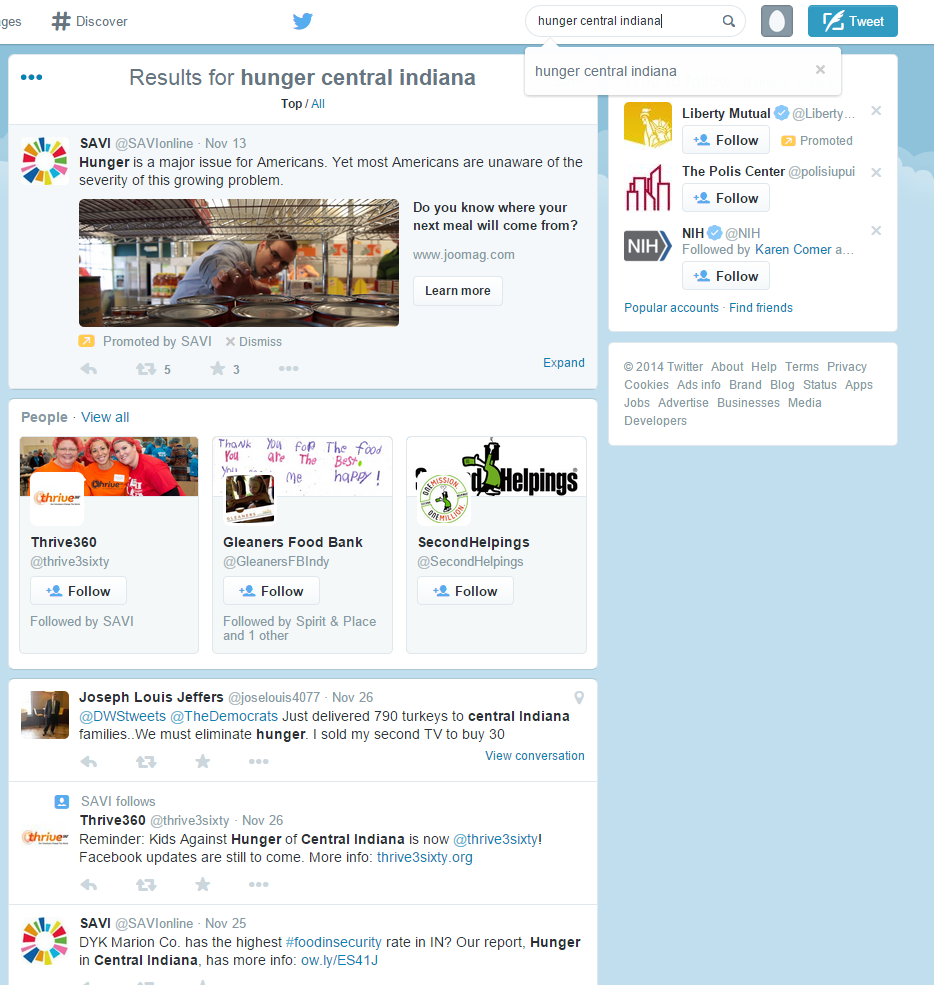 ges
Discover
hunger central indiana
Tweet
hunger central indiana
Results for hunger central indiana
Top / All
SAVI @SAVIonline · Nov 13
Hunger is a major issue for Americans. Yet most Americans are unaware of the
severity of this growing problem.
Do you know where your
next meal will come from?
www.joomag.com
Learn more
Promoted by SAVI Dismiss
5 3
Expand
People · View all
Thrive
thrive360
Thrive360
@thrive3sixty
Follow
Followed by SAVI
Thank You for The food
You are The Best.
You me happy!
GLEANERS
Gleaners Food Bank
@GleanersFBIndy
Follow
Followed by Spirit & Place
and 1 other
d Helpings
ONE MISSION.
ONE MILLION.
SecondHelpings
@SecondHelpings
Follow
Joseph Louis Jeffers @joselouis4077 · Nov 26
@DWStweets @TheDemocrats Just delivered 790 turkeys to central Indiana
families..We must eliminate hunger. I sold my second TV to buy 30
View conversation
SAVI follows
Thrive360 @thrive3sixty · Nov 26
thrive360
Reminder: Kids Against Hunger of Central Indiana is now @thrive3sixty!
Facebook updates are still to come. More info: thrive3sixty.org
SAVI @SAVIonline · Nov 25
DYK Marion Co. has the highest #foodinsecurity rate in IN? Our report, Hunger
in Central Indiana, has more info: ow.ly/ES41J
Liberty Mutual @Liberty...
Follow Promoted
The Polis Center @polisiupui
Follow
NIH
NIH @NIH
Followed by Karen Comer a...
Follow
Popular accounts · Find friends
© 2014 Twitter About Help Terms Privacy
Cookies Ads info Brand Blog Status Apps
Jobs Advertise Businesses Media
Developers